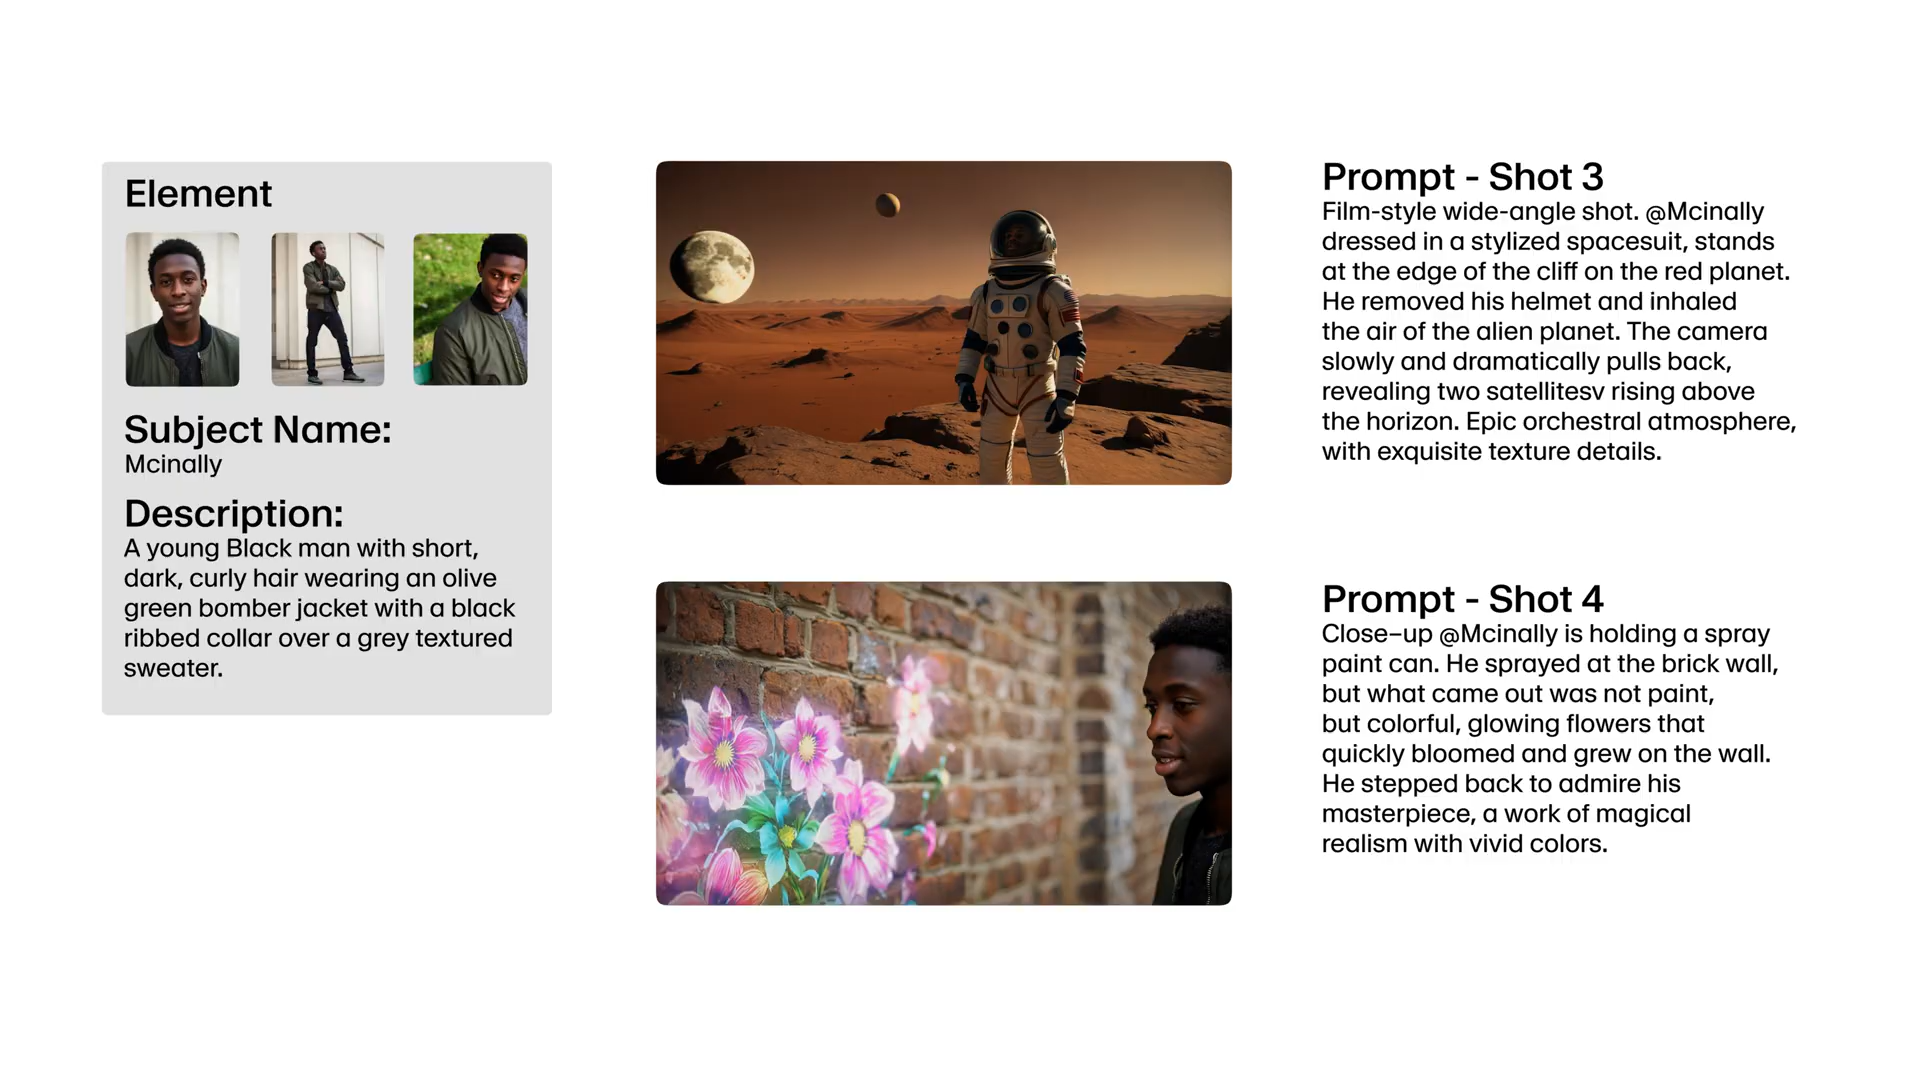 Element
Subject Name:
Mcinally
Description:
A young Black man with short,
dark, curly hair wearing an olive
green bomber jacket with a black
ribbed collar over a grey textured
sweater.
Prompt - Shot 3
Film-style wide-angle shot. @Mcinally
dressed in a stylized spacesuit, stands
at the edge of the cliff on the red planet.
He removed his helmet and inhaled
the air of the alien planet. The camera
slowly and dramatically pulls back,
revealing two satellitesv rising above
the horizon. Epic orchestral atmosphere,
with exquisite texture details.
Prompt - Shot 4
Close–up @Mcinally is holding a spray
paint can. He sprayed at the brick wall,
but what came out was not paint,
but colorful, glowing flowers that
quickly bloomed and grew on the wall.
He stepped back to admire his
masterpiece, a work of magical
realism with vivid colors.